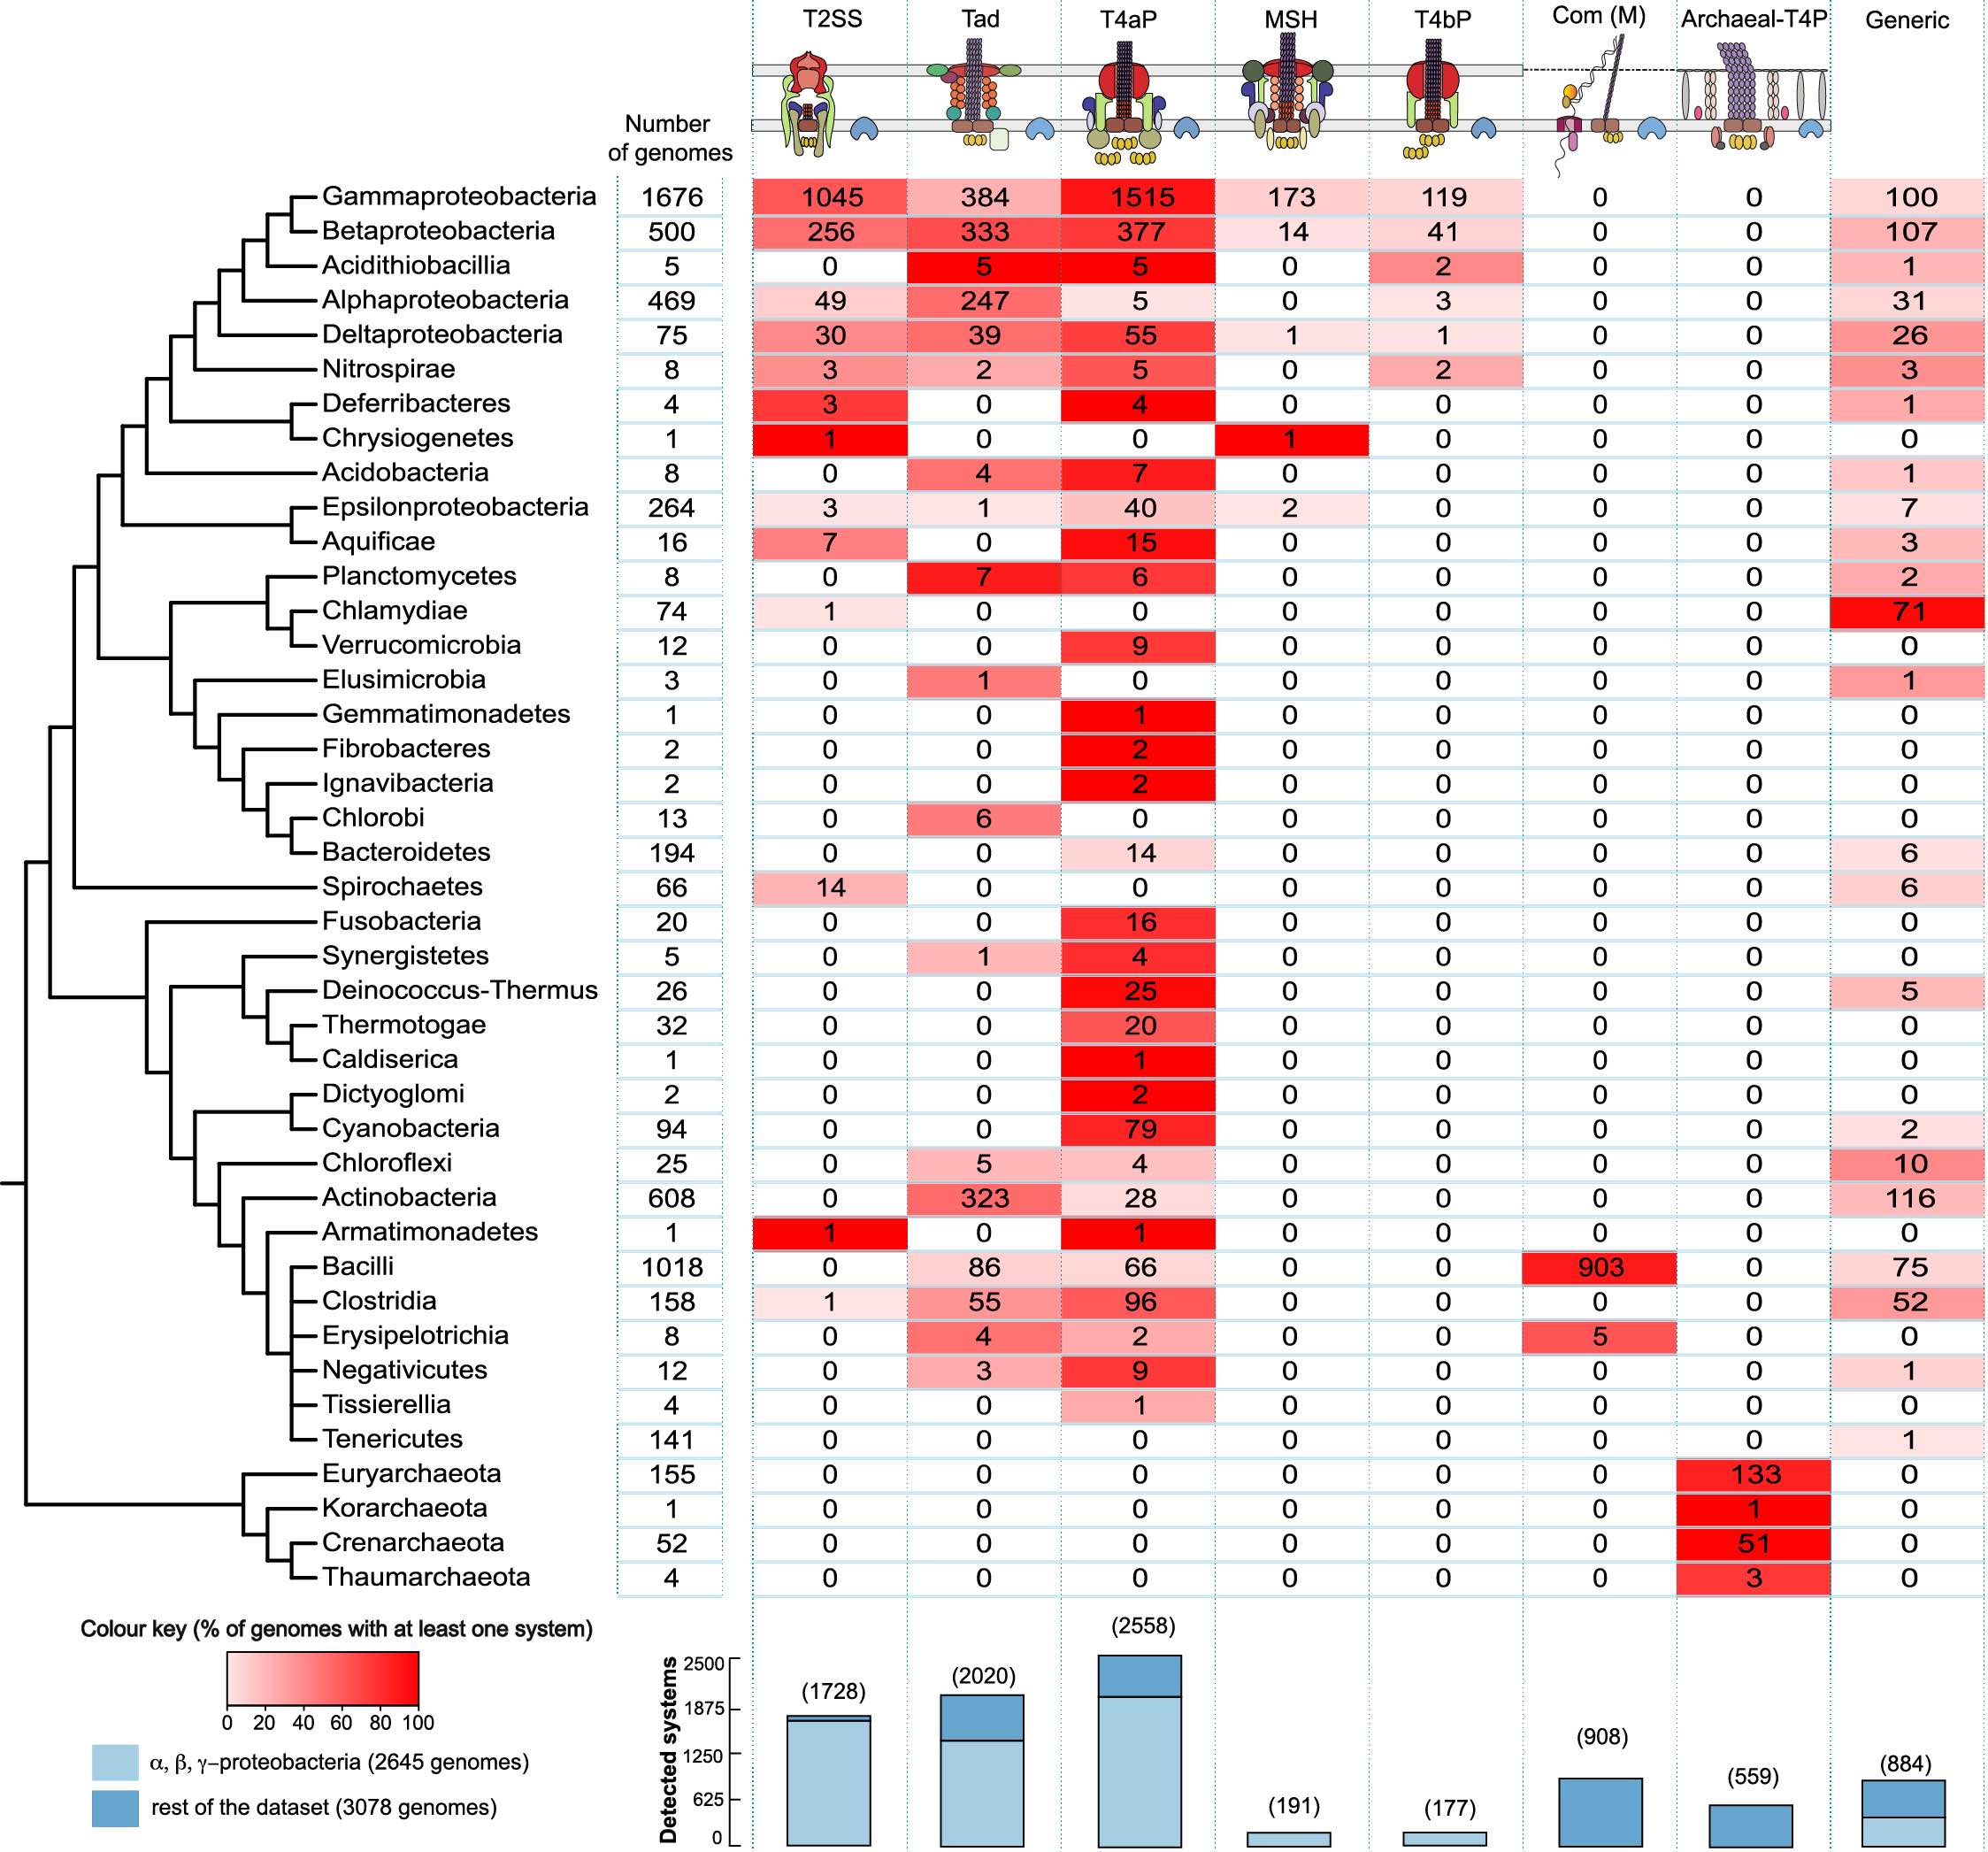 T2SS Tad T4aP MSH T4bP Com (M) Archaeal-T4P Generic
Number
of genomes
Gammaproteobacteria 1676 1045 384 1515 173 119 0 0 100
Betaproteobacteria 500 256 333 377 14 41 0 0 107
Acidithiobacillia 5 0 5 5 0 2 0 0 1
Alphaproteobacteria 469 49 247 5 0 3 0 0 31
Deltaproteobacteria 75 30 39 55 1 1 0 0 26
Nitrospirae 8 3 2 5 0 2 0 0 3
Deferribacteres 4 3 0 4 0 0 0 0 1
Chrysiogenetes 1 1 0 0 1 0 0 0 0
Acidobacteria 8 0 4 7 0 0 0 0 1
Epsilonproteobacteria 264 3 1 40 2 0 0 0 7
Aquificae 16 7 0 15 0 0 0 0 3
Planctomycetes 8 0 7 6 0 0 0 0 2
Chlamydiae 74 1 0 0 0 0 0 0 71
Verrucomicrobia 12 0 0 9 0 0 0 0 0
Elusimicrobia 3 0 1 0 0 0 0 0 1
Gemmatimonadetes 1 0 0 1 0 0 0 0 0
Fibrobacteres 2 0 0 2 0 0 0 0 0
Ignavibacteria 2 0 0 2 0 0 0 0 0
Chlorobi 13 0 6 0 0 0 0 0 0
Bacteroidetes 194 0 0 14 0 0 0 0 6
Spirochaetes 66 14 0 0 0 0 0 0 6
Fusobacteria 20 0 0 16 0 0 0 0 0
Synergistetes 5 0 1 4 0 0 0 0 0
Deinococcus-Thermus 26 0 0 25 0 0 0 0 5
Thermotogae 32 0 0 20 0 0 0 0 0
Caldiserica 1 0 0 1 0 0 0 0 0
Dictyoglomi 2 0 0 2 0 0 0 0 0
Cyanobacteria 94 0 0 79 0 0 0 0 2
Chloroflexi 25 0 5 4 0 0 0 0 10
Actinobacteria 608 0 323 28 0 0 0 0 116
Armatimonadetes 1 1 0 1 0 0 0 0 0
Bacilli 1018 0 86 66 0 0 903 0 75
Clostridia 158 1 55 96 0 0 0 0 52
Erysipelotrichia 8 0 4 2 0 0 5 0 0
Negativicutes 12 0 3 9 0 0 0 0 1
Tissierellia 4 0 0 1 0 0 0 0 0
Tenericutes 141 0 0 0 0 0 0 0 1
Euryarchaeota 155 0 0 0 0 0 0 133 0
Korarchaeota 1 0 0 0 0 0 0 1 0
Crenarchaeota 52 0 0 0 0 0 0 51 0
Thaumarchaeota 4 0 0 0 0 0 0 3 0
Colour key (% of genomes with at least one system)
0 20 40 60 80 100
α, β, γ–proteobacteria (2645 genomes)
rest of the dataset (3078 genomes)
Detected systems
2500
1875
1250
625
0
(1728) (2020) (2558) (191) (177) (908) (559) (884)